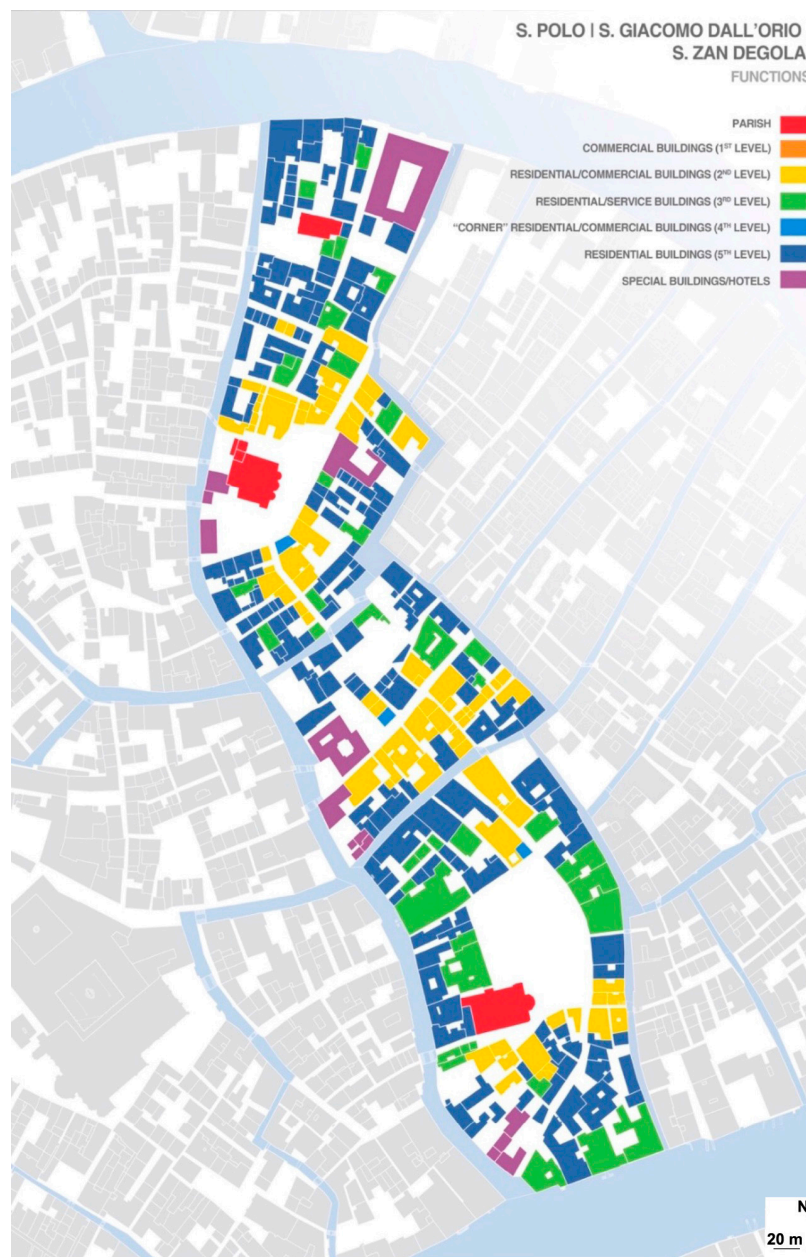 S. POLO | S. GIACOMO DALL'ORIO
S. ZAN DEGOLA
FUNCTIONS
PARISH
COMMERCIAL BUILDINGS (1ST LEVEL)
RESIDENTIAL/COMMERCIAL BUILDINGS (2ND LEVEL)
RESIDENTIAL/SERVICE BUILDINGS (3RD LEVEL)
"CORNER" RESIDENTIAL/COMMERCIAL BUILDINGS (4TH LEVEL)
RESIDENTIAL BUILDINGS (5TH LEVEL)
SPECIAL BUILDINGS/HOTELS
N
20 m